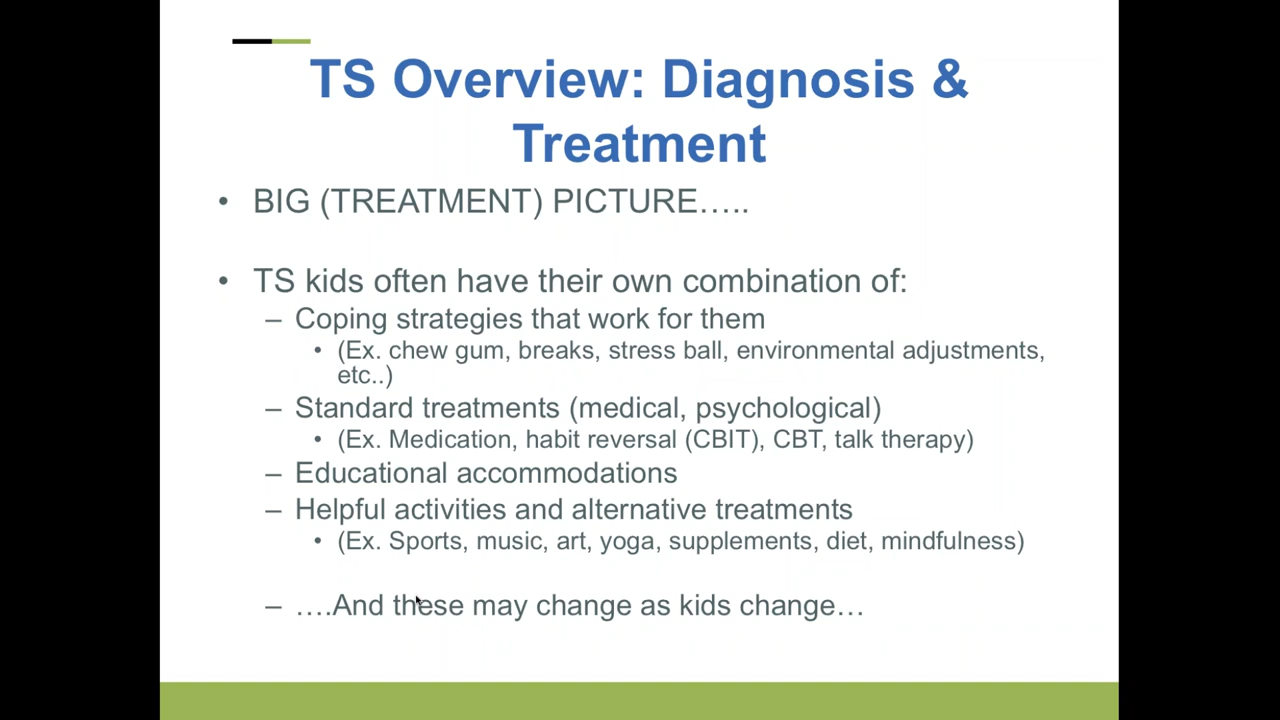 TS Overview: Diagnosis &
Treatment
• BIG (TREATMENT) PICTURE…..
• TS kids often have their own combination of:
– Coping strategies that work for them
• (Ex. chew gum, breaks, stress ball, environmental adjustments,
etc..)
– Standard treatments (medical, psychological)
• (Ex. Medication, habit reversal (CBIT), CBT, talk therapy)
– Educational accommodations
– Helpful activities and alternative treatments
• (Ex. Sports, music, art, yoga, supplements, diet, mindfulness)
– ….And these may change as kids change…